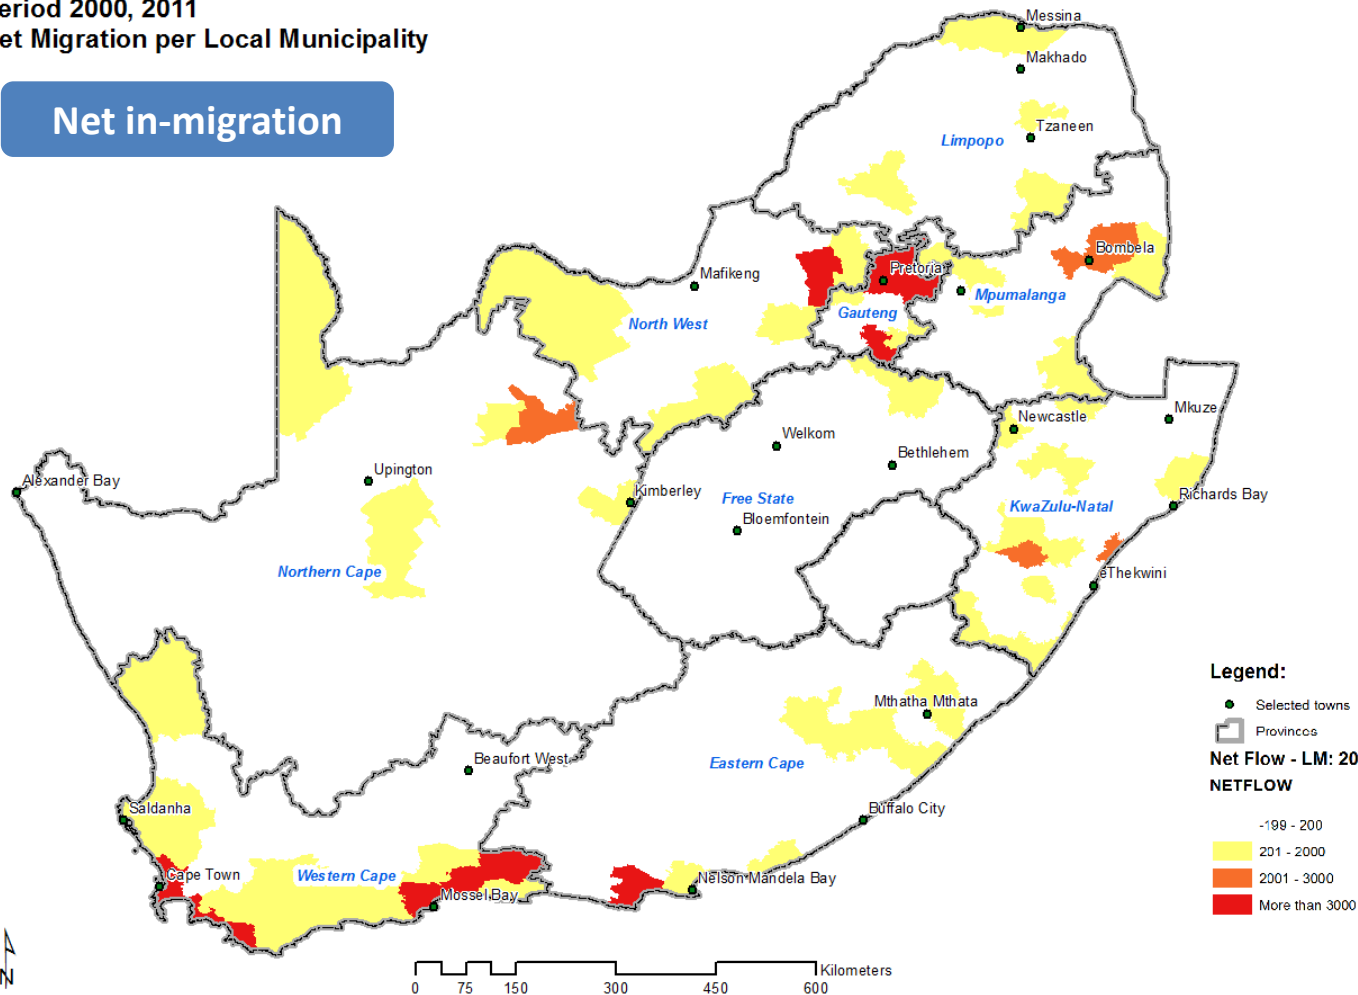 eriod 2000, 2011
et Migration per Local Municipality
Net in-migration
Messina
Makhado
Tzaneen
Limpopo
Bombela
Pretoria
Mafikeng
Mpumalanga
Gauteng
North West
Newcastle
Mkuze
Welkom
Bethlehem
Upington
Alexander Bay
Kimberley
Free State
Richards Bay
KwaZulu-Natal
Bloemfontein
Northern Cape
eThekwini
Mthatha Mthata
Beaufort West
Eastern Cape
Saldanha
Buffalo City
Cape Town
Western Cape
Nelson Mandela Bay
Mossel Bay
Legend:
Selected towns
Provinces
Net Flow - LM: 20
NETFLOW
-199 - 200
201 - 2000
2001 - 3000
More than 3000
Kilometers
0 75 150 300 450 600
N